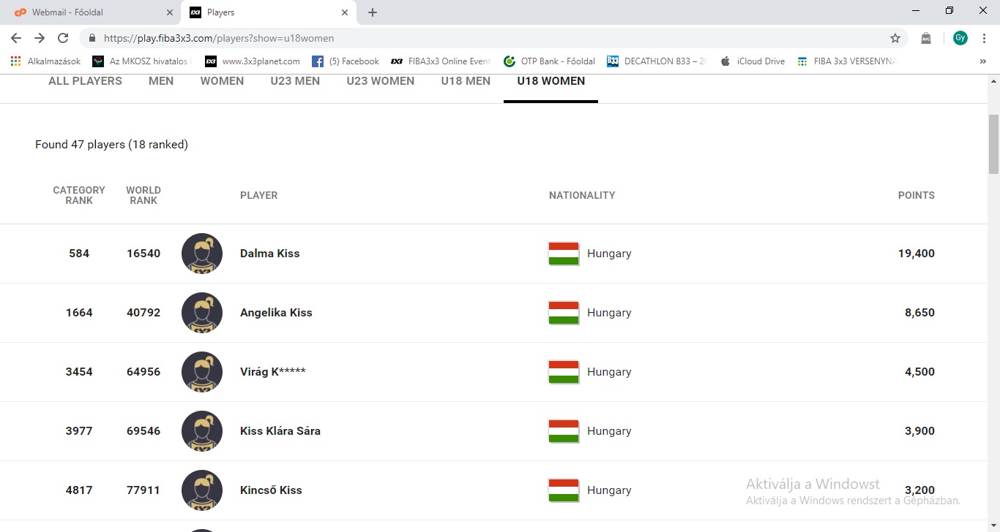 Webmail - Főoldal
Players
https://play.fiba3x3.com/players?show=u18women
Gy
Alkalmazások
Az MKOSZ hivatalos
www.3x3planet.com
(5) Facebook
FIBA3x3 Online Event
OTP Bank - Főoldal
DECATHLON B33 – 20
iCloud Drive
FIBA 3x3 VERSENYNA
»
ALL PLAYERS MEN WOMEN U23 MEN U23 WOMEN U18 MEN U18 WOMEN
Found 47 players (18 ranked)
CATEGORY RANK WORLD RANK PLAYER NATIONALITY POINTS
584 16540 Dalma Kiss Hungary 19,400
1664 40792 Angelika Kiss Hungary 8,650
3454 64956 Virág K***** Hungary 4,500
3977 69546 Kiss Klára Sára Hungary 3,900
4817 77911 Kincső Kiss Hungary 3,200
Aktiválja a Windowst
Aktiválja a Windows rendszert a Gépházban.